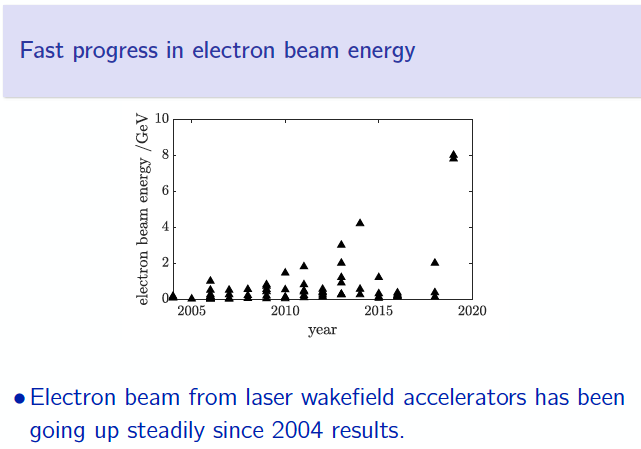 Fast progress in electron beam energy
electron beam energy /GeV
10
8
6
4
2
0
2005 2010 2015 2020
year
• Electron beam from laser wakefield accelerators has been
going up steadily since 2004 results.